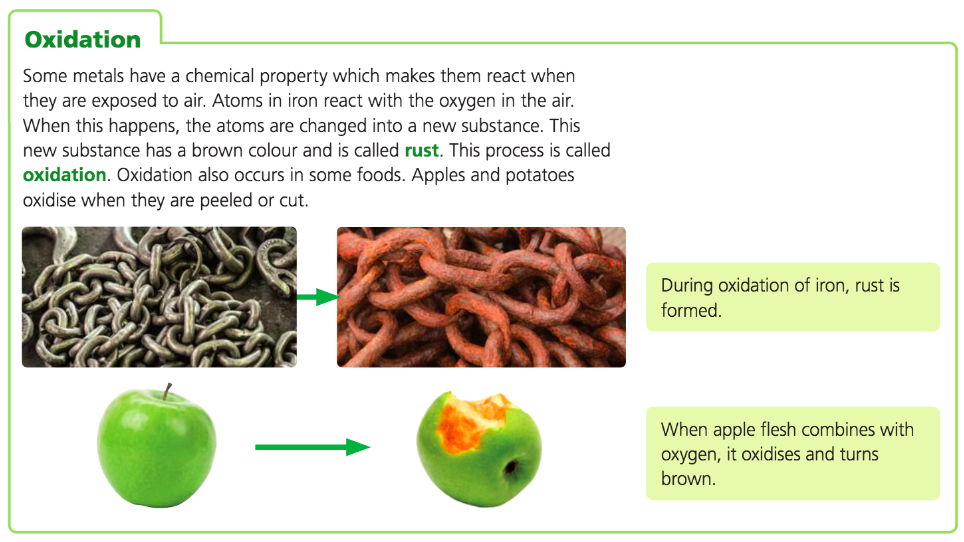 Oxidation
Some metals have a chemical property which makes them react when
they are exposed to air. Atoms in iron react with the oxygen in the air.
When this happens, the atoms are changed into a new substance. This
new substance has a brown colour and is called rust. This process is called
oxidation. Oxidation also occurs in some foods. Apples and potatoes
oxidise when they are peeled or cut.
During oxidation of iron, rust is
formed.
When apple flesh combines with
oxygen, it oxidises and turns
brown.